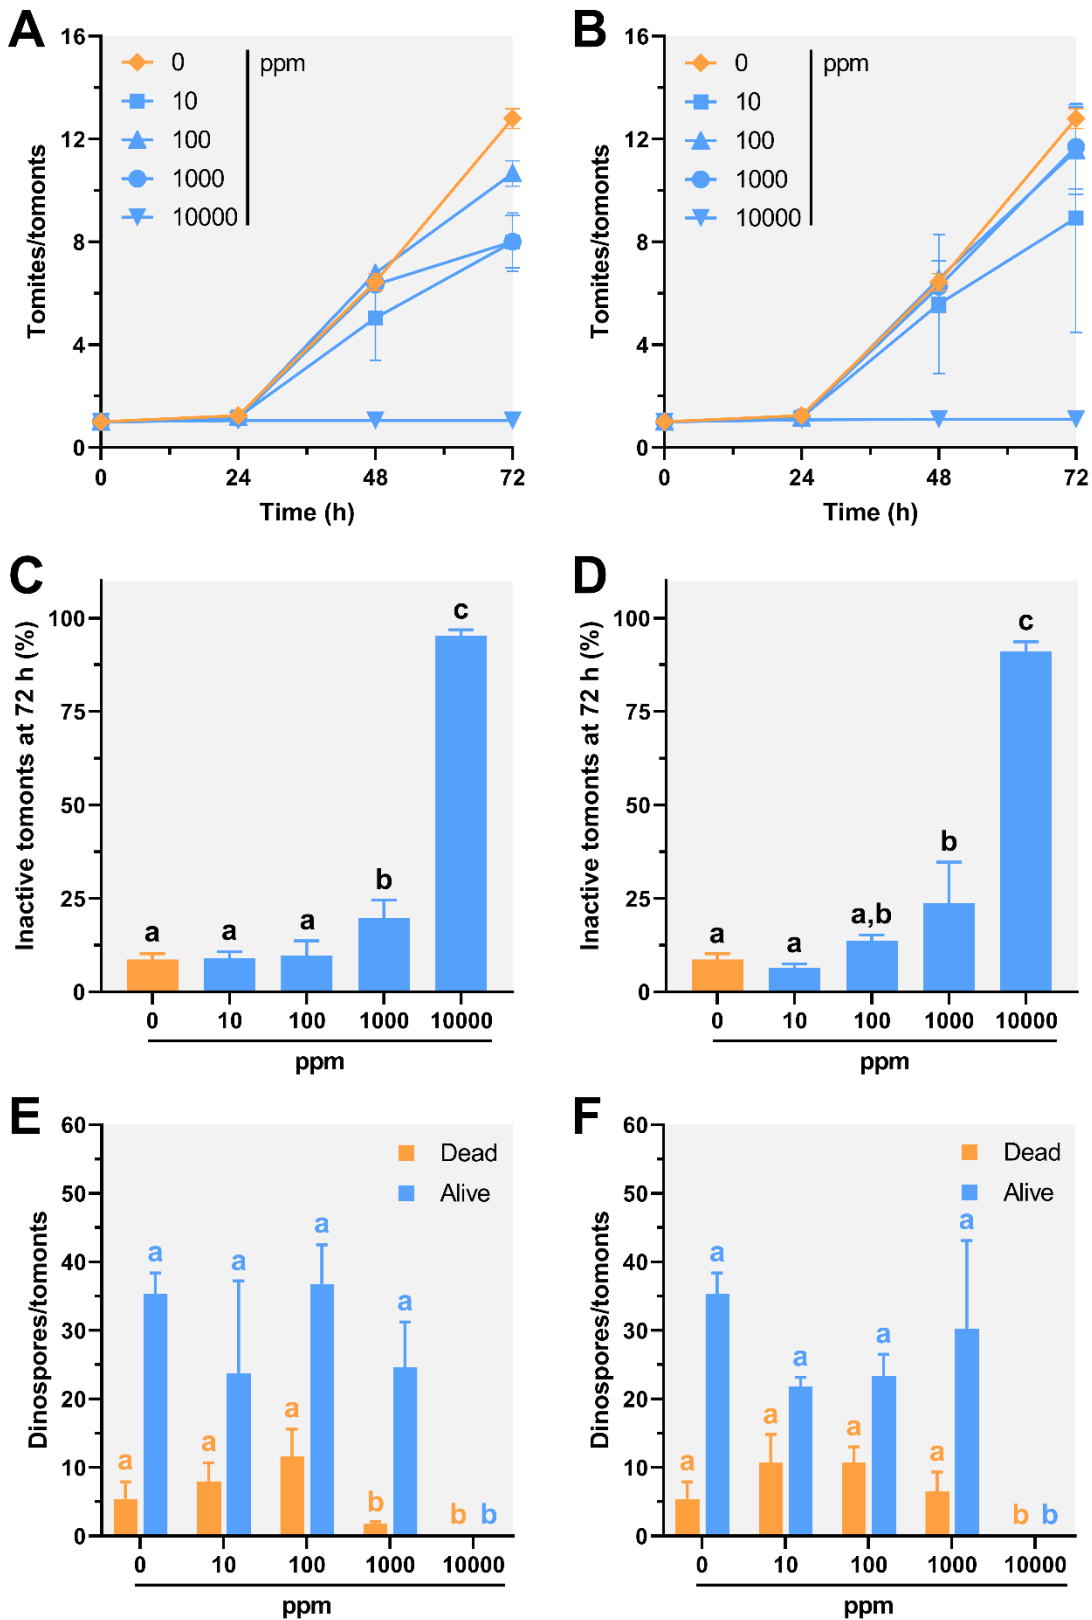 A
Tomites/tomonts
16
12
8
4
0
0
10
100
1000
10000
ppm
0
24
48
72
Time (h)
B
Tomites/tomonts
16
12
8
4
0
0
10
100
1000
10000
ppm
0
24
48
72
Time (h)
C
Inactive tomonts at 72 h (%)
100
75
50
25
0
a
a
a
b
c
0
10
100
1000
10000
ppm
D
Inactive tomonts at 72 h (%)
100
75
50
25
0
a
a
a,b
b
c
0
10
100
1000
10000
ppm
E
Dinospores/tomonts
60
50
40
30
20
10
0
Dead
Alive
a
a
a
a
a
a
b
a
b
b
0
10
100
1000
10000
ppm
F
Dinospores/tomonts
60
50
40
30
20
10
0
Dead
Alive
a
a
a
a
a
a
a
a
b
b
0
10
100
1000
10000
ppm